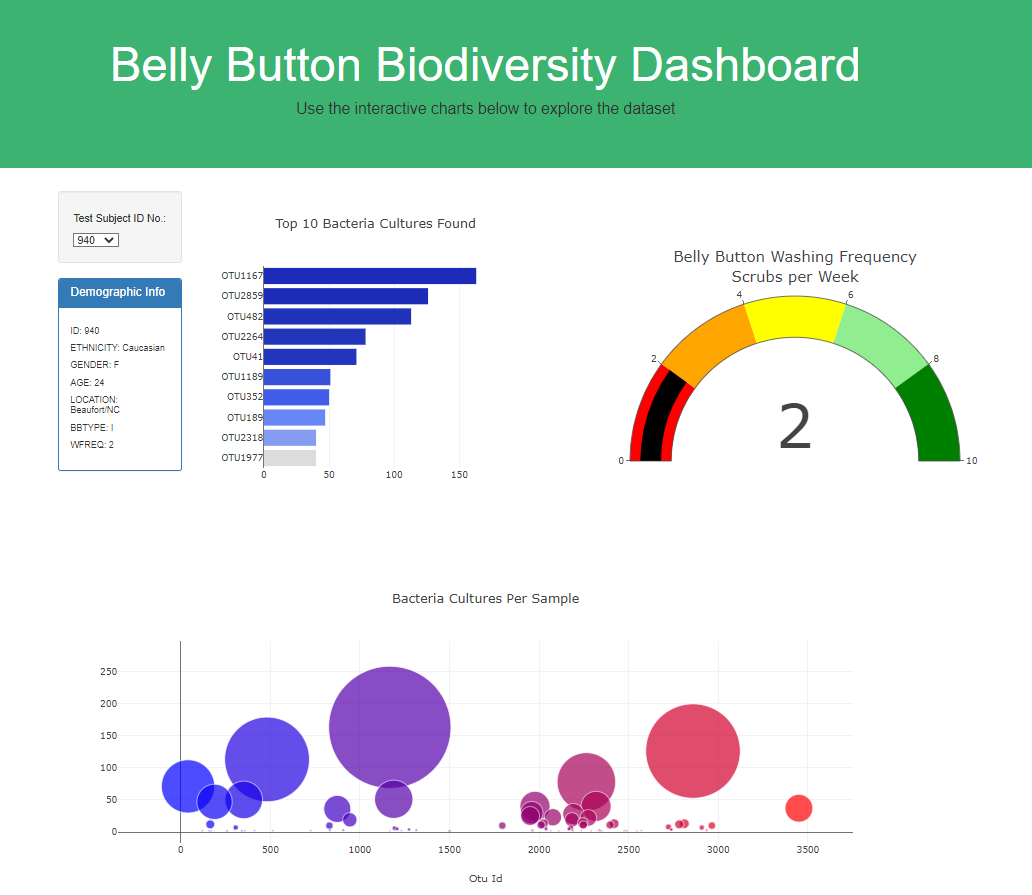 Belly Button Biodiversity Dashboard
Use the interactive charts below to explore the dataset
Test Subject ID No.:
940
Demographic Info
ID: 940
ETHNICITY: Caucasian
GENDER: F
AGE: 24
LOCATION:
Beaufort/NC
BBTYPE: I
WFREQ: 2
Top 10 Bacteria Cultures Found
OTU1167
OTU2859
OTU482
OTU2264
OTU41
OTU1189
OTU352
OTU189
OTU2318
OTU1977
0 50 100 150
Belly Button Washing Frequency
Scrubs per Week
4 6
2 8
2
0 10
Bacteria Cultures Per Sample
250
200
150
100
50
0
0 500 1000 1500 2000 2500 3000 3500
Otu Id